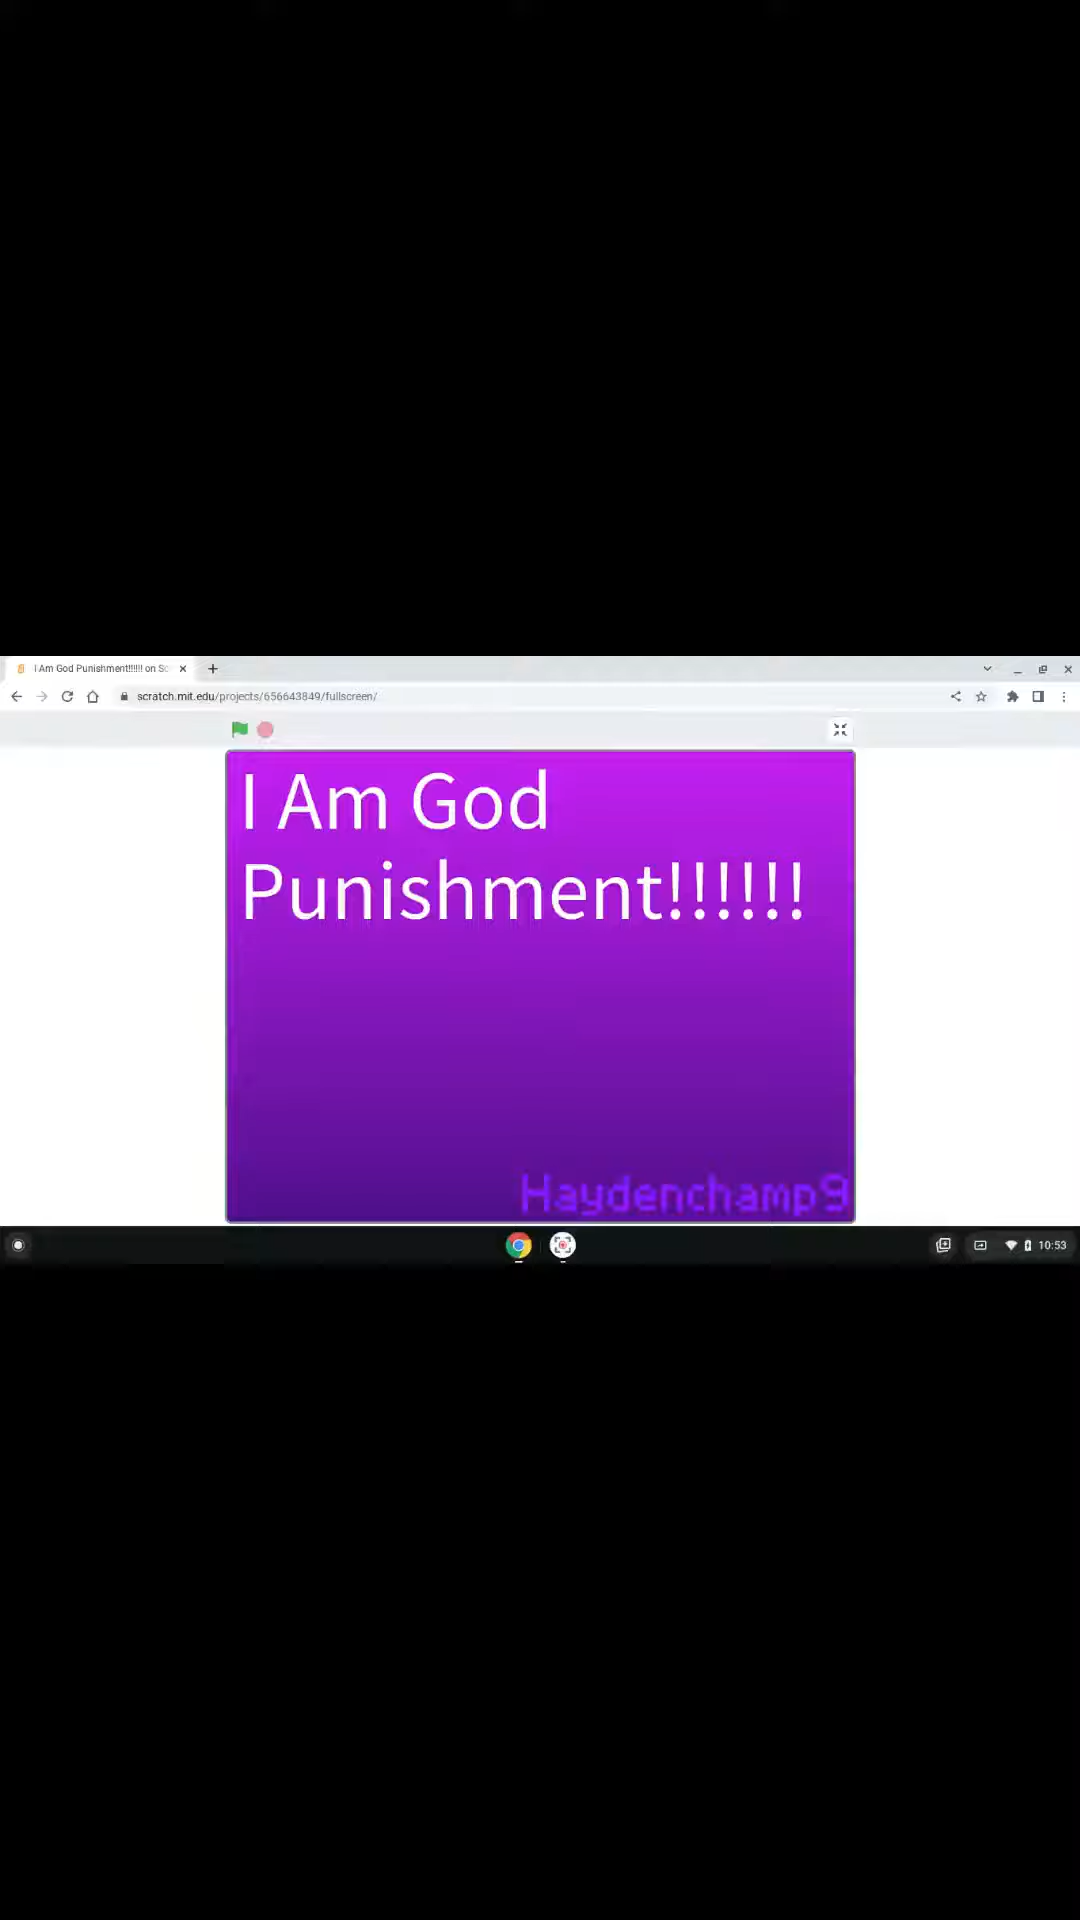 I Am God Punishment!!!!!! on Sc
scratch.mit.edu/projects/656643849/fullscreen/
I Am God
Punishment!!!!!!
Haydenchamp9
10:53